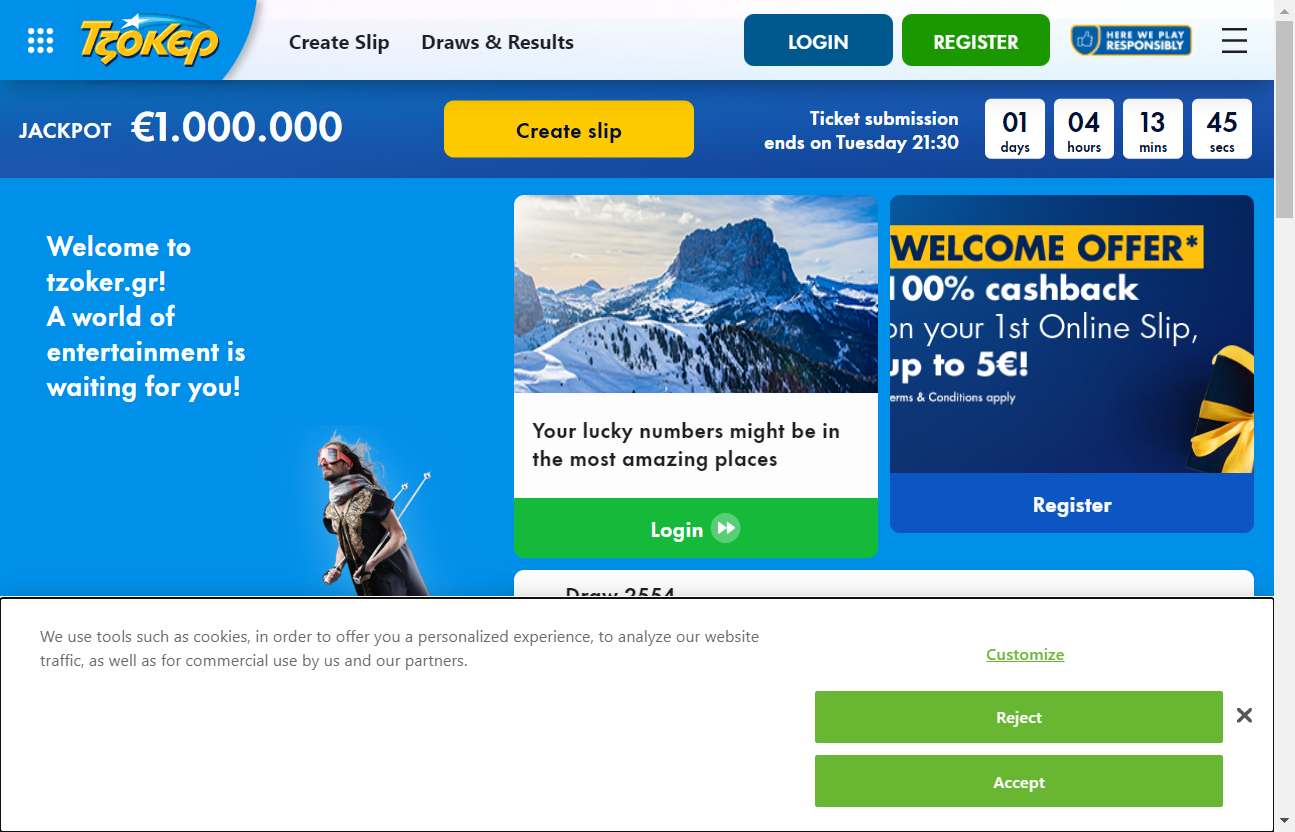 Τζόκερ
Create Slip
Draws & Results
LOGIN
REGISTER
HERE WE PLAY
RESPONSIBLY
JACKPOT €1.000.000
Create slip
Ticket submission
ends on Tuesday 21:30
01
days
04
hours
13
mins
45
secs
Welcome to
tzoker.gr!
A world of
entertainment is
waiting for you!
Your lucky numbers might be in
the most amazing places
Login
WELCOME OFFER*
100% cashback
on your 1st Online Slip,
up to 5€!
erms & Conditions apply
Register
Draw 2554
We use tools such as cookies, in order to offer you a personalized experience, to analyze our website
traffic, as well as for commercial use by us and our partners.
Customize
Reject
Accept